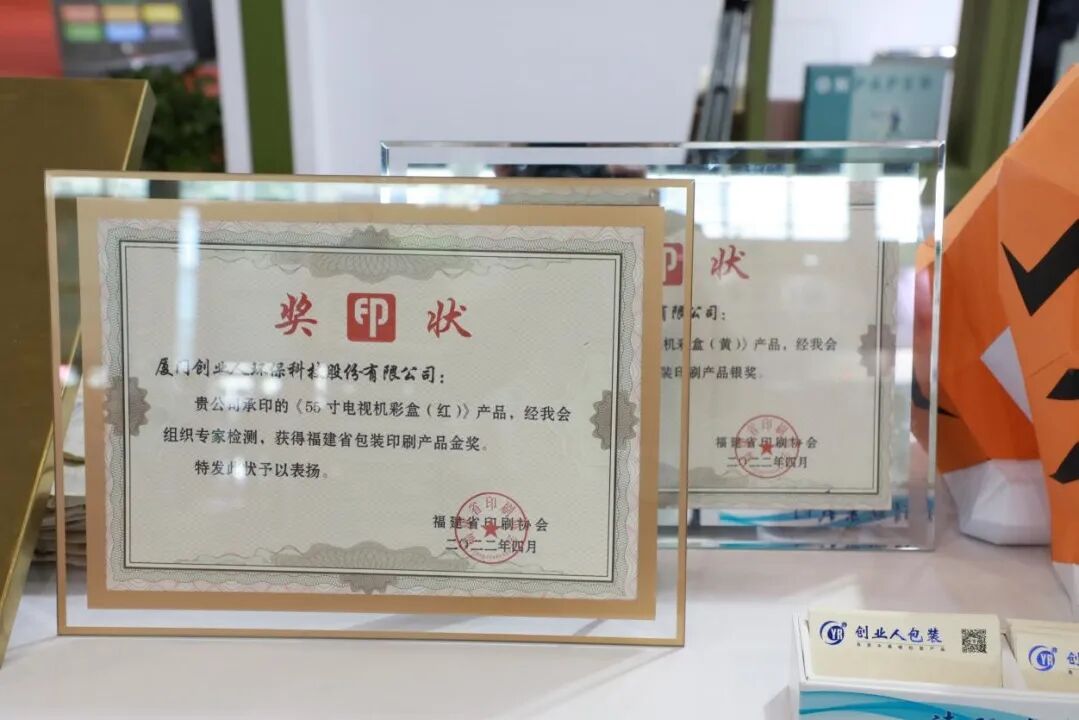 奖 FP 状
厦门创业人环保科技股份有限公司：
贵公司承印的《55寸电视机彩盒（红）》产品，经我会
组织专家检测，获得福建省包装印刷产品金奖。
特发此状予以表扬。
福建省印刷协会
二〇二二年四月
状
有限公司：
机彩盒（黄）》产品，经我会
装印刷产品银奖。
福建省印刷协会
二〇二二年四月
PAPER
YR 创业人包装
YR 创